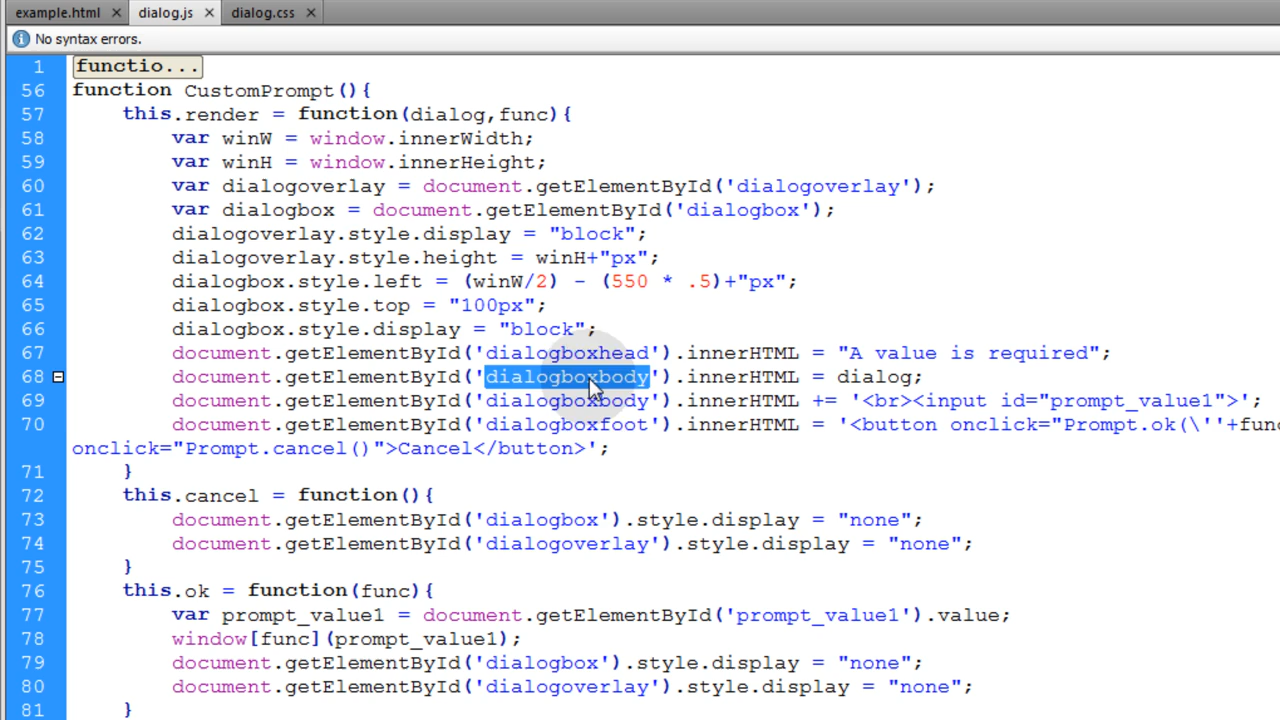 example.html × dialog.js × dialog.css ×
No syntax errors.
1 functio...
56 function CustomPrompt(){
57 this.render = function(dialog,func){
58 var winW = window.innerWidth;
59 var winH = window.innerHeight;
60 var dialogoverlay = document.getElementById('dialogoverlay');
61 var dialogbox = document.getElementById('dialogbox');
62 dialogoverlay.style.display = "block";
63 dialogoverlay.style.height = winH+"px";
64 dialogbox.style.left = (winW/2) - (550 * .5)+"px";
65 dialogbox.style.top = "100px";
66 dialogbox.style.display = "block";
67 document.getElementById('dialogboxhead').innerHTML = "A value is required";
68 document.getElementById('dialogboxbody').innerHTML = dialog;
69 document.getElementById('dialogboxbody').innerHTML += '<br><input id="prompt_value1">';
70 document.getElementById('dialogboxfoot').innerHTML = '<button onclick="Prompt.ok(\''+func
onclick="Prompt.cancel()">Cancel</button>';
71 }
72 this.cancel = function(){
73 document.getElementById('dialogbox').style.display = "none";
74 document.getElementById('dialogoverlay').style.display = "none";
75 }
76 this.ok = function(func){
77 var prompt_value1 = document.getElementById('prompt_value1').value;
78 window[func](prompt_value1);
79 document.getElementById('dialogbox').style.display = "none";
80 document.getElementById('dialogoverlay').style.display = "none";
81 }